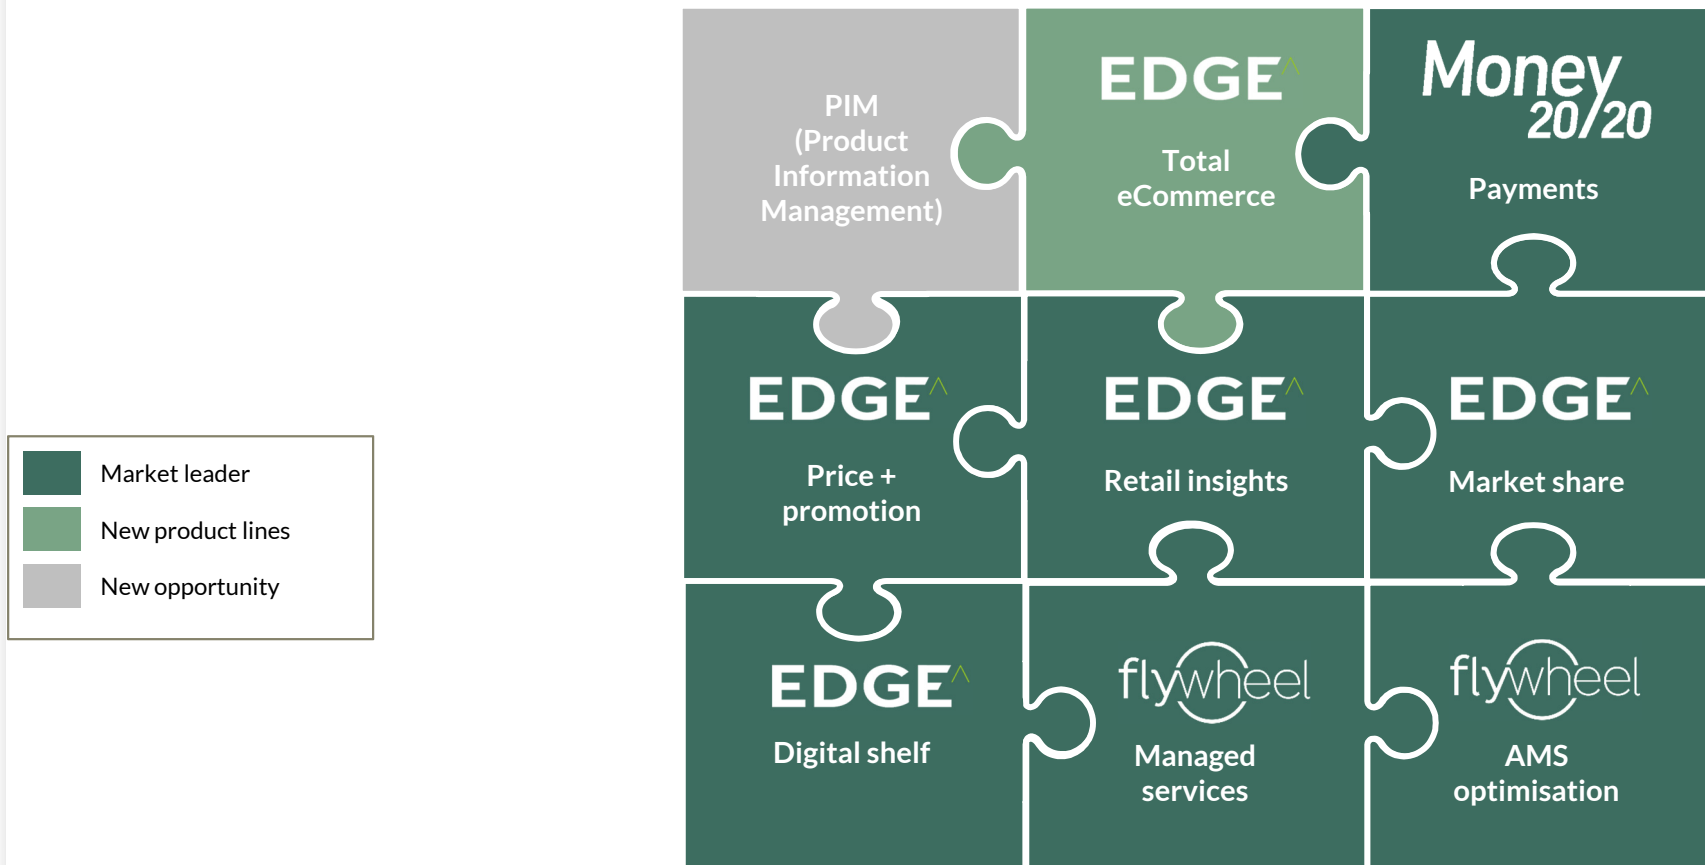 PIM
(Product
Information
Management)
EDGE^
Total
eCommerce
Money
20/20
Payments
EDGE^
Price +
promotion
EDGE^
Retail insights
EDGE^
Market share
Market leader
New product lines
New opportunity
EDGE^
Digital shelf
flywheel
Managed
services
flywheel
AMS
optimisation